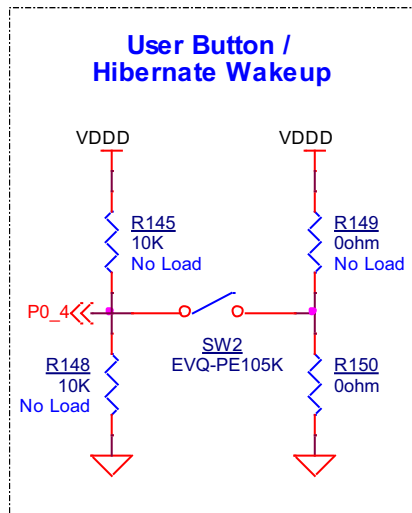 User Button /
Hibernate Wakeup
VDDD
VDDD
R145
10K
No Load
R149
0ohm
No Load
P0_4
SW2
EVQ-PE105K
R148
10K
No Load
R150
0ohm